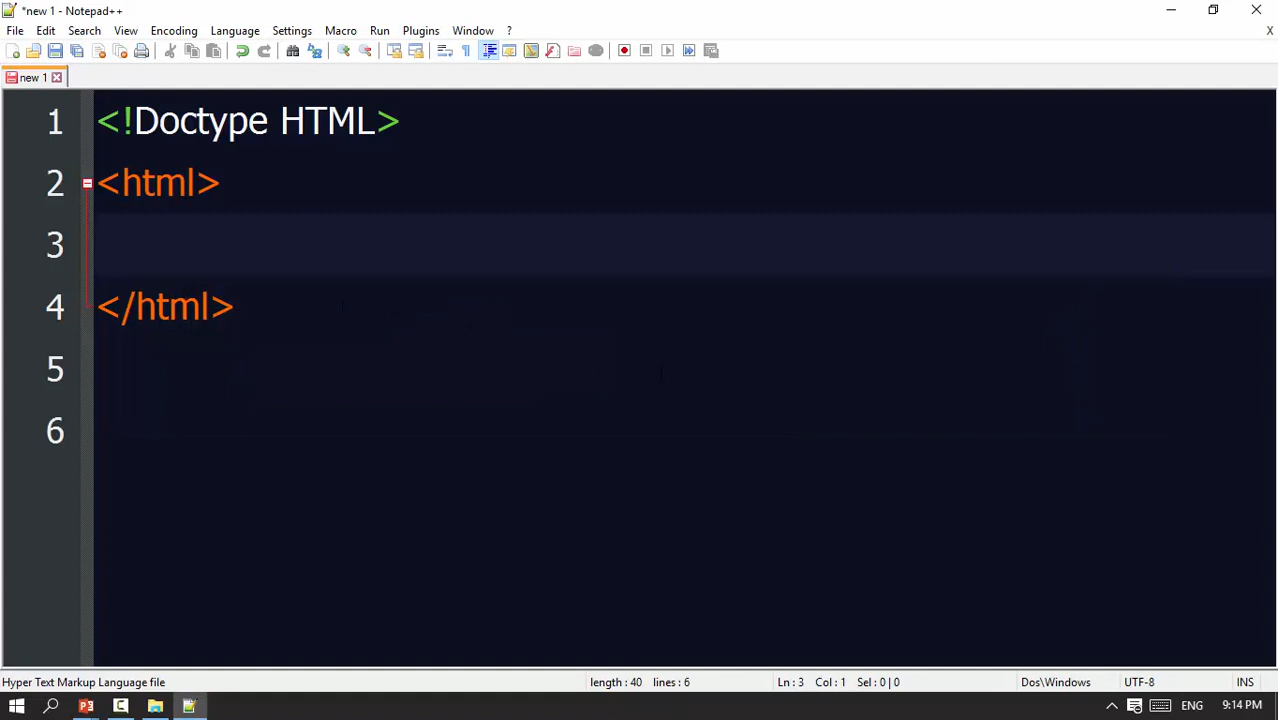 *new 1 - Notepad++
File Edit Search View Encoding Language Settings Macro Run Plugins Window ? X
new 1
1 <!Doctype HTML>
2 <html>
3
4 </html>
5
6
Hyper Text Markup Language file length : 40 lines : 6 Ln : 3 Col : 1 Sel : 0 | 0 Dos\Windows UTF-8 INS
ENG 9:14 PM